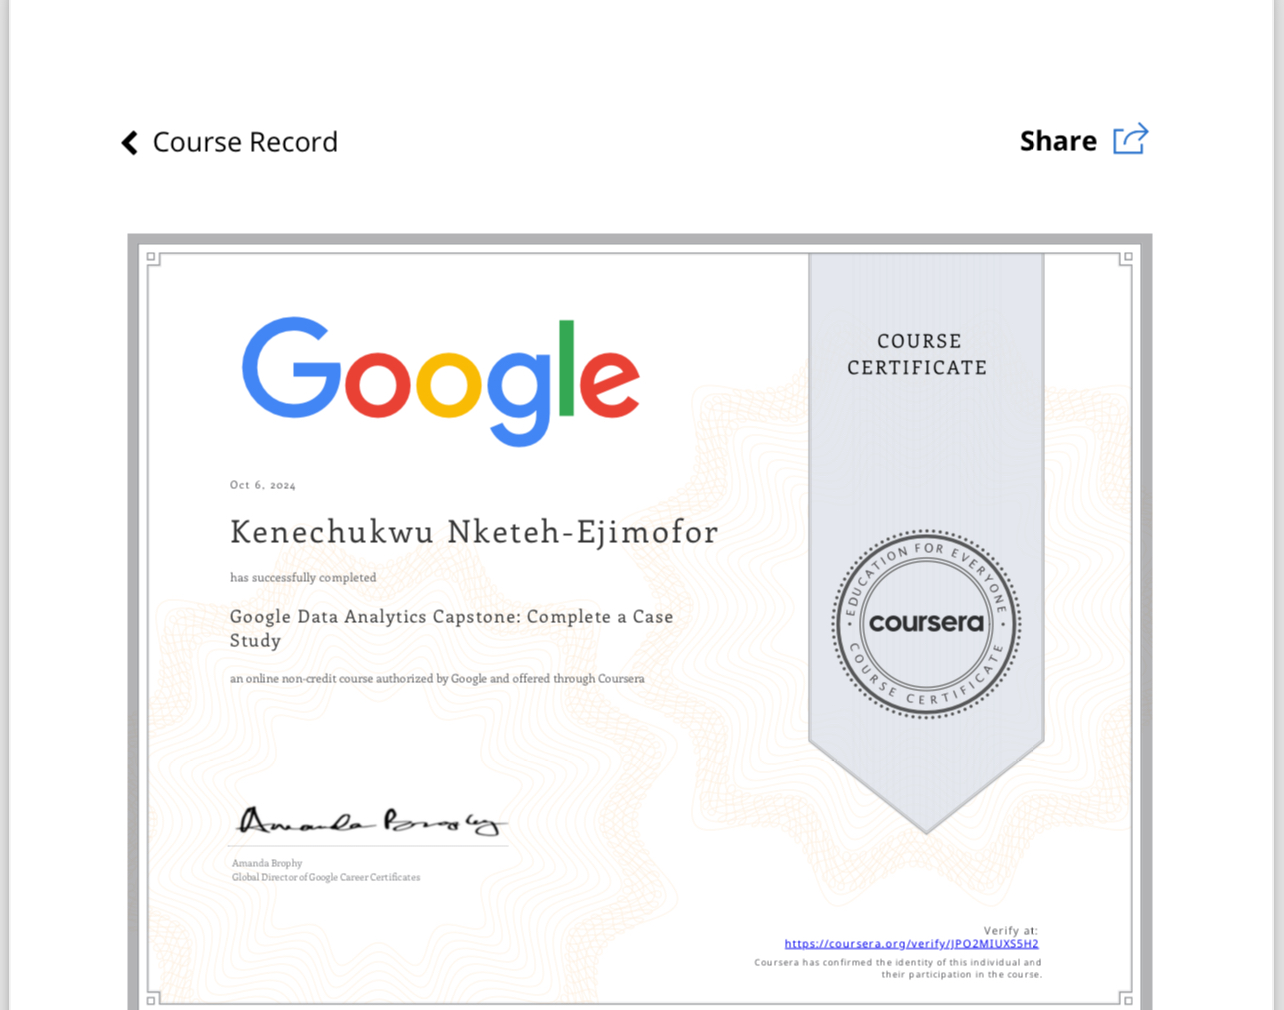 Course Record
Share
Google
COURSE
CERTIFICATE
Oct 6, 2024
Kenechukwu Nketeh-Ejimofor
has successfully completed
Google Data Analytics Capstone: Complete a Case
Study
an online non-credit course authorized by Google and offered through Coursera
EDUCATION FOR EVERYONE
coursera
COURSE CERTIFICATE
Amanda Brophy
Amanda Brophy
Global Director of Google Career Certificates
Verify at:
https://coursera.org/verify/JPO2MIUXS5H2
Coursera has confirmed the identity of this individual and
their participation in the course.